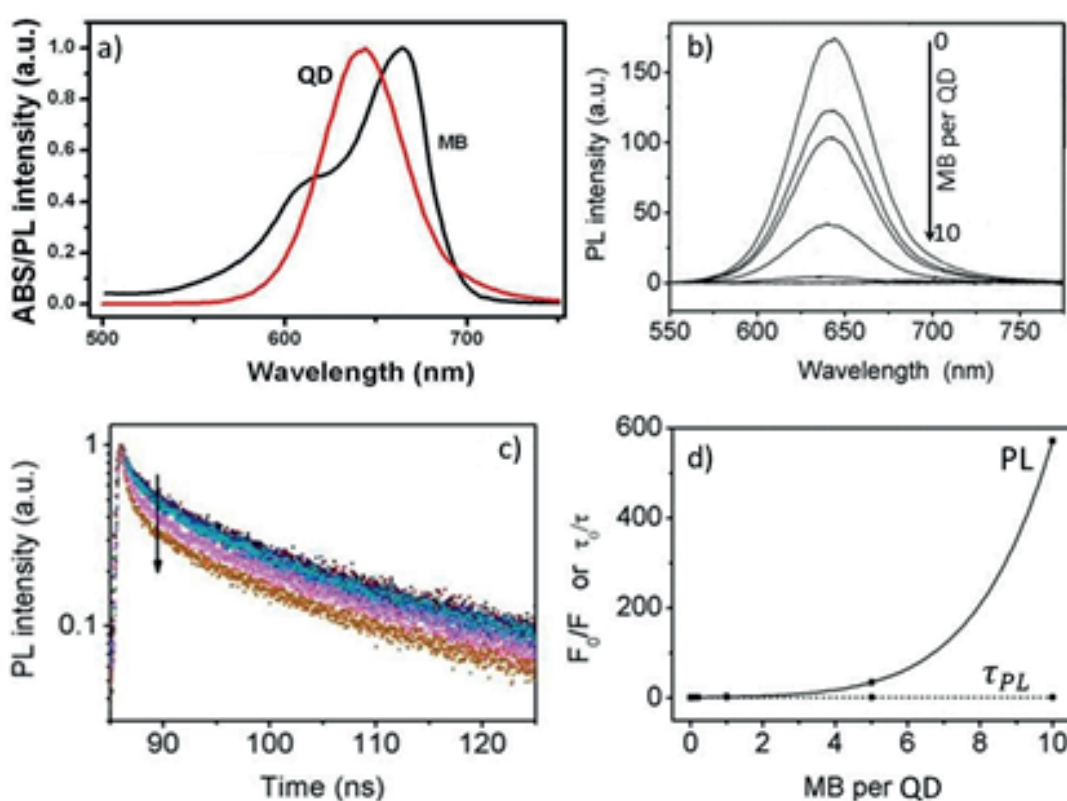 a)
ABS/PL intensity (a.u.)
1.0
0.8
0.6
0.4
0.2
0.0
QD
MB
500
600
700
Wavelength (nm)
b)
PL intensity (a.u.)
150
100
50
0
0
MB per QD
10
550
600
650
700
750
Wavelength (nm)
c)
PL intensity (a.u.)
1
0.1
90
100
110
120
Time (ns)
d)
F₀/F or τ₀/τ
600
400
200
0
PL
τPL
0
2
4
6
8
10
MB per QD